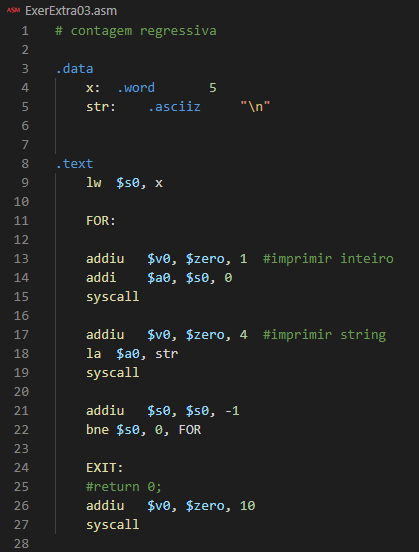 ASM ExerExtra03.asm
1 # contagem regressiva
2
3 .data
4 x: .word 5
5 str: .asciiz "\n"
6
7
8 .text
9 lw $s0, x
10
11 FOR:
12
13 addiu $v0, $zero, 1 #imprimir inteiro
14 addi $a0, $s0, 0
15 syscall
16
17 addiu $v0, $zero, 4 #imprimir string
18 la $a0, str
19 syscall
20
21 addiu $s0, $s0, -1
22 bne $s0, 0, FOR
23
24 EXIT:
25 #return 0;
26 addiu $v0, $zero, 10
27 syscall
28